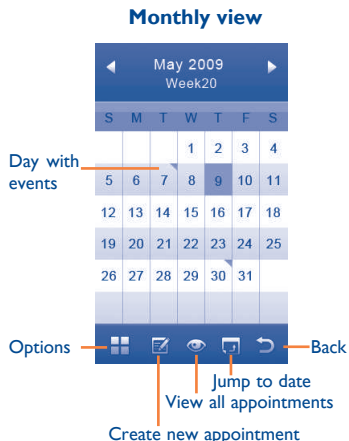 Monthly view
May 2009
Week20
S M T W T F S
1 2 3 4
Day with
events
5 6 7 8 9 10 11
12 13 14 15 16 17 18
19 20 21 22 23 24 25
26 27 28 29 30 31
Options
Back
Jump to date
View all appointments
Create new appointment